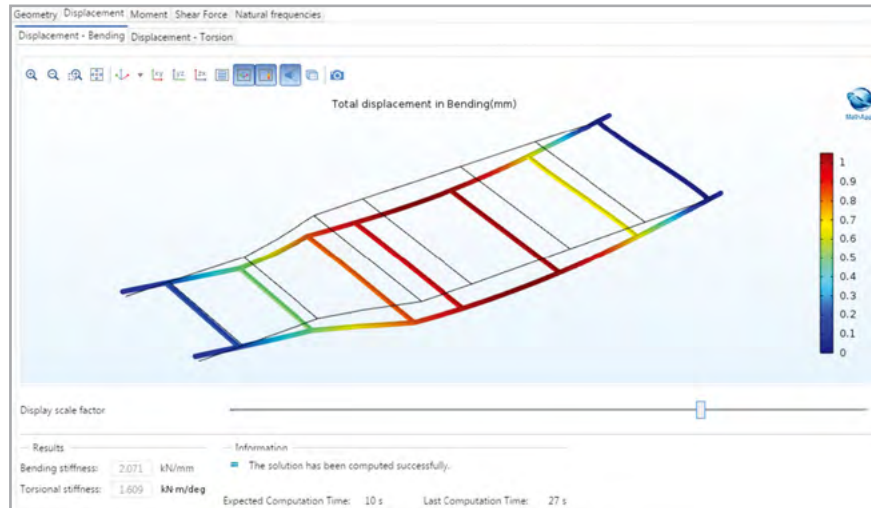 Geometry Displacement Moment Shear Force Natural frequencies
Displacement - Bending Displacement - Torsion
Total displacement in Bending(mm)
1
0.9
0.8
0.7
0.6
0.5
0.4
0.3
0.2
0.1
0
Display scale factor
Results
Information
Bending stiffness: 2.071 kN/mm
The solution has been computed successfully.
Torsional stiffness: 1.609 kN·m/deg
Expected Computation Time: 10 s Last Computation Time: 27 s